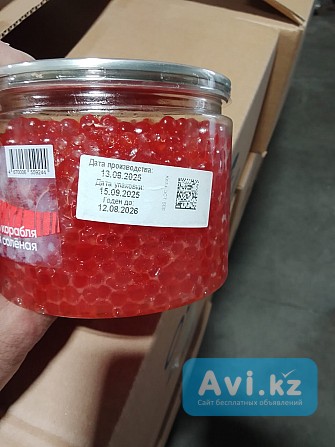 Дата производства:
13.09.2025
Дата упаковки:
15.09.2025
Годен до:
12.08.2026
корабля
солёная
Avi.kz
Сайт бесплатных объявлений